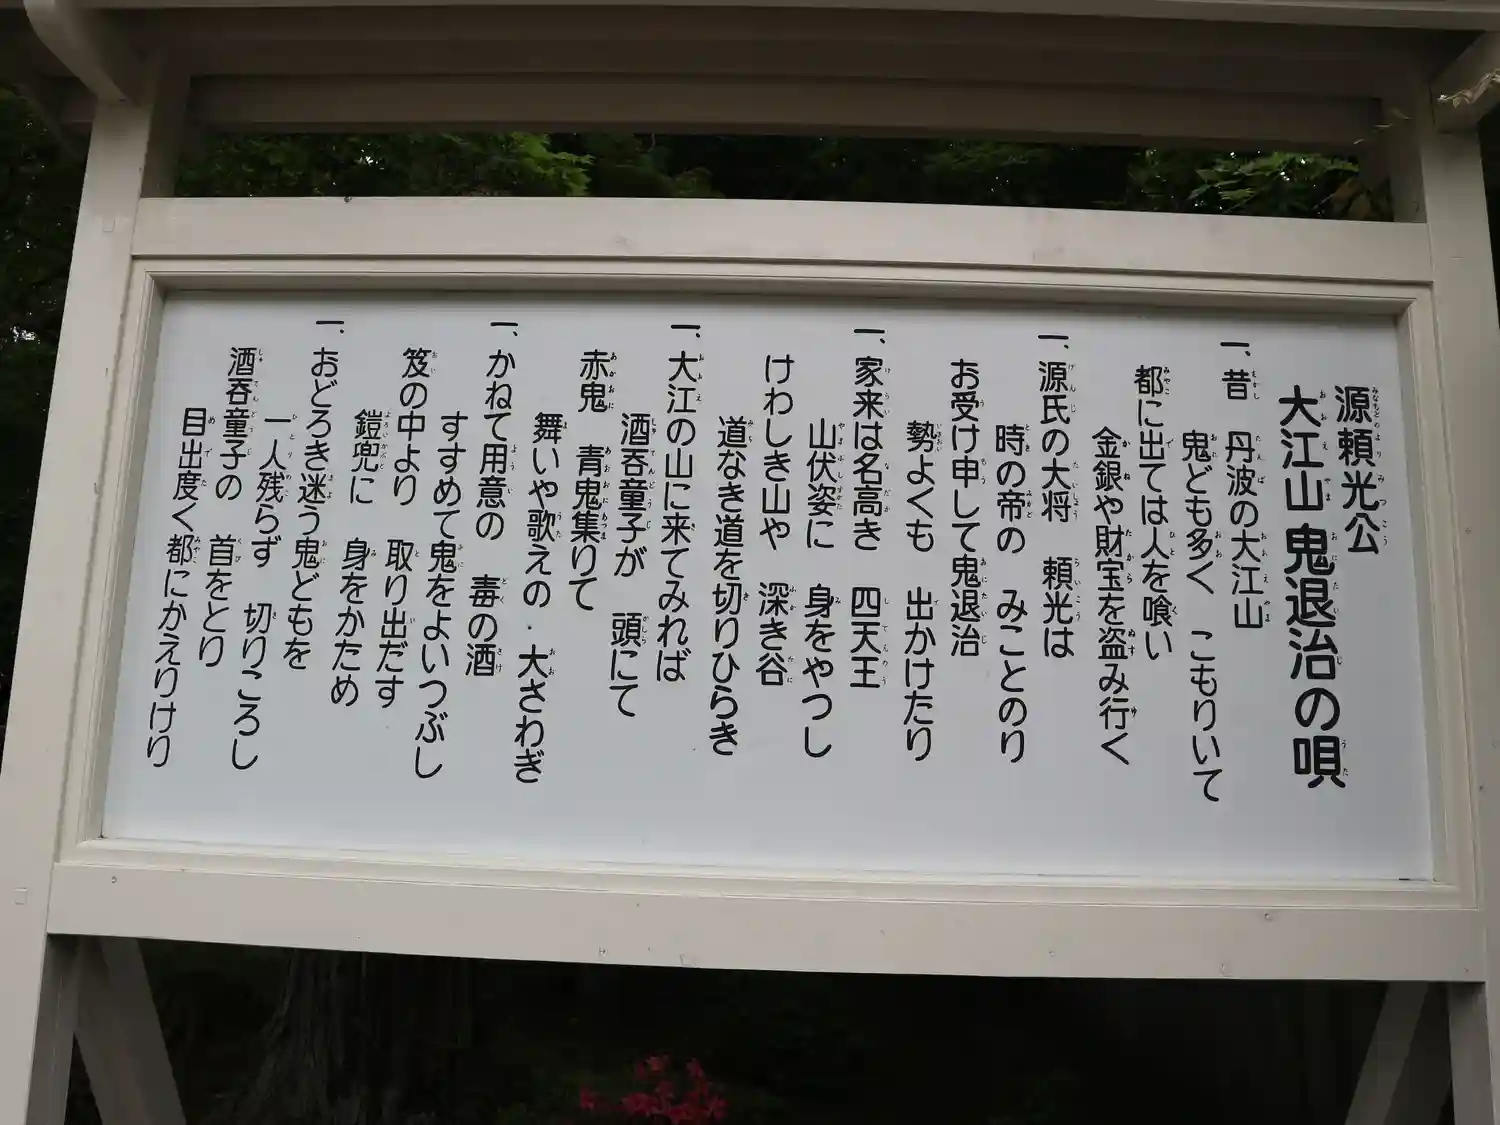 源頼光公
大江山鬼退治の唄
一、昔　丹波の大江山
鬼ども多く　こもりいて
都に出ては人を喰い
金銀や財宝を盗み行く
一、源氏の大将　頼光は
時の帝の　みことのり
お受け申して鬼退治
勢よくも　出かけたり
一、家来は名高き　四天王
山伏姿に　身をやつし
けわしき山や　深き谷
道なき道を切りひらき
一、大江の山に来てみれば
酒吞童子が　頭にて
赤鬼　青鬼集りて
舞いや歌えの・大さわぎ
一、かねて用意の　毒の酒
すすめて鬼をよいつぶし
笈の中より　取り出だす
鎧兜に　身をかため
一、おどろき迷う鬼どもを
一人残らず　切りころし
酒吞童子の　首をとり
目出度く都にかえりけり